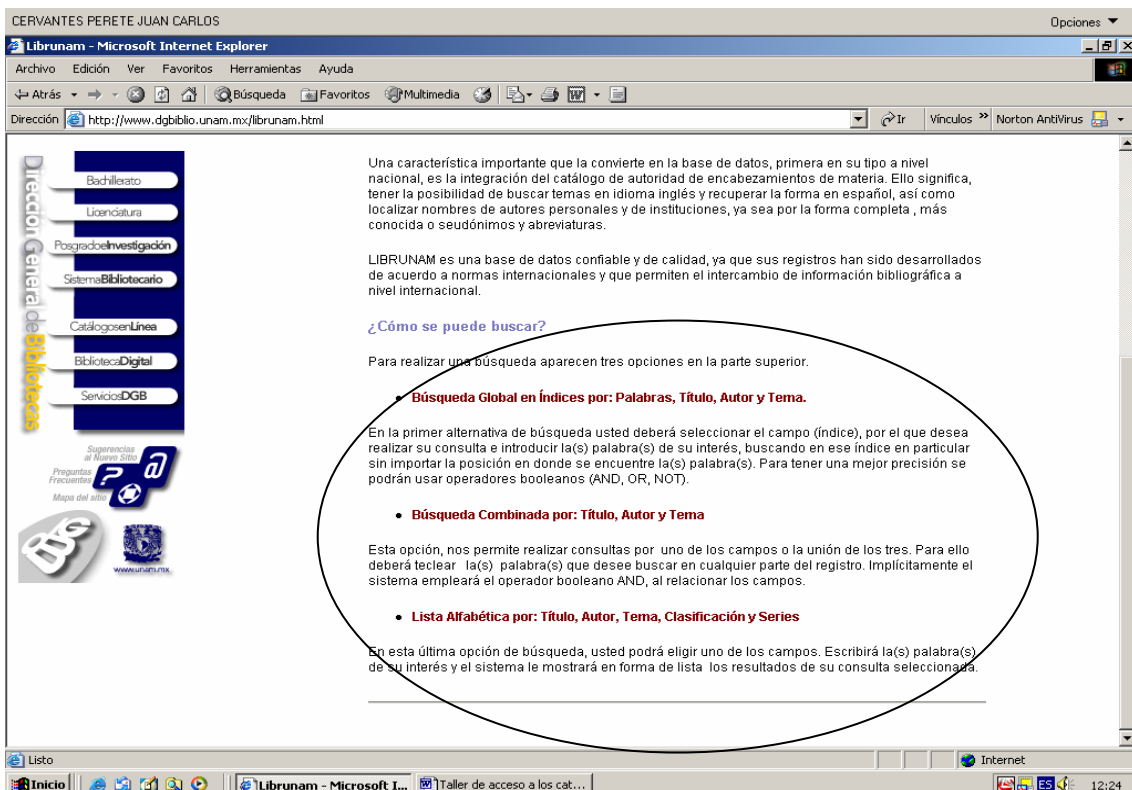 CERVANTES PERETE JUAN CARLOS
Opciones
Librunam - Microsoft Internet Explorer
Archivo Edición Ver Favoritos Herramientas Ayuda
Atrás Búsqueda Favoritos Multimedia
Dirección http://www.dgbiblio.unam.mx/librunam.html Ir Vínculos » Norton AntiVirus
Dirección General de Bibliotecas
Bachillerato
Licenciatura
PosgradoeInvestigación
SistemaBibliotecario
CatálogosenLínea
BibliotecaDigital
ServiciosDGB
Sugerencias
al Nuevo Sitio
Preguntas
Frecuentes
Mapa del sitio
www.unam.mx
Una característica importante que la convierte en la base de datos, primera en su tipo a nivel
nacional, es la integración del catálogo de autoridad de encabezamientos de materia. Ello significa,
tener la posibilidad de buscar temas en idioma inglés y recuperar la forma en español, así como
localizar nombres de autores personales y de instituciones, ya sea por la forma completa , más
conocida o seudónimos y abreviaturas.
LIBRUNAM es una base de datos confiable y de calidad, ya que sus registros han sido desarrollados
de acuerdo a normas internacionales y que permiten el intercambio de información bibliográfica a
nivel internacional.
¿Cómo se puede buscar?
Para realizar una búsqueda aparecen tres opciones en la parte superior.
• Búsqueda Global en Índices por: Palabras, Título, Autor y Tema.
En la primer alternativa de búsqueda usted deberá seleccionar el campo (índice), por el que desea
realizar su consulta e introducir la(s) palabra(s) de su interés, buscando en ese índice en particular
sin importar la posición en donde se encuentre la(s) palabra(s). Para tener una mejor precisión se
podrán usar operadores booleanos (AND, OR, NOT).
• Búsqueda Combinada por: Título, Autor y Tema
Esta opción, nos permite realizar consultas por uno de los campos o la unión de los tres. Para ello
deberá teclear la(s) palabra(s) que desee buscar en cualquier parte del registro. Implícitamente el
sistema empleará el operador booleano AND, al relacionar los campos.
• Lista Alfabética por: Título, Autor, Tema, Clasificación y Series
En esta última opción de búsqueda, usted podrá eligir uno de los campos. Escribirá la(s) palabra(s)
de su interés y el sistema le mostrará en forma de lista los resultados de su consulta seleccionada.
Listo
Internet
Inicio Librunam - Microsoft I... Taller de acceso a los cat... ES 12:24